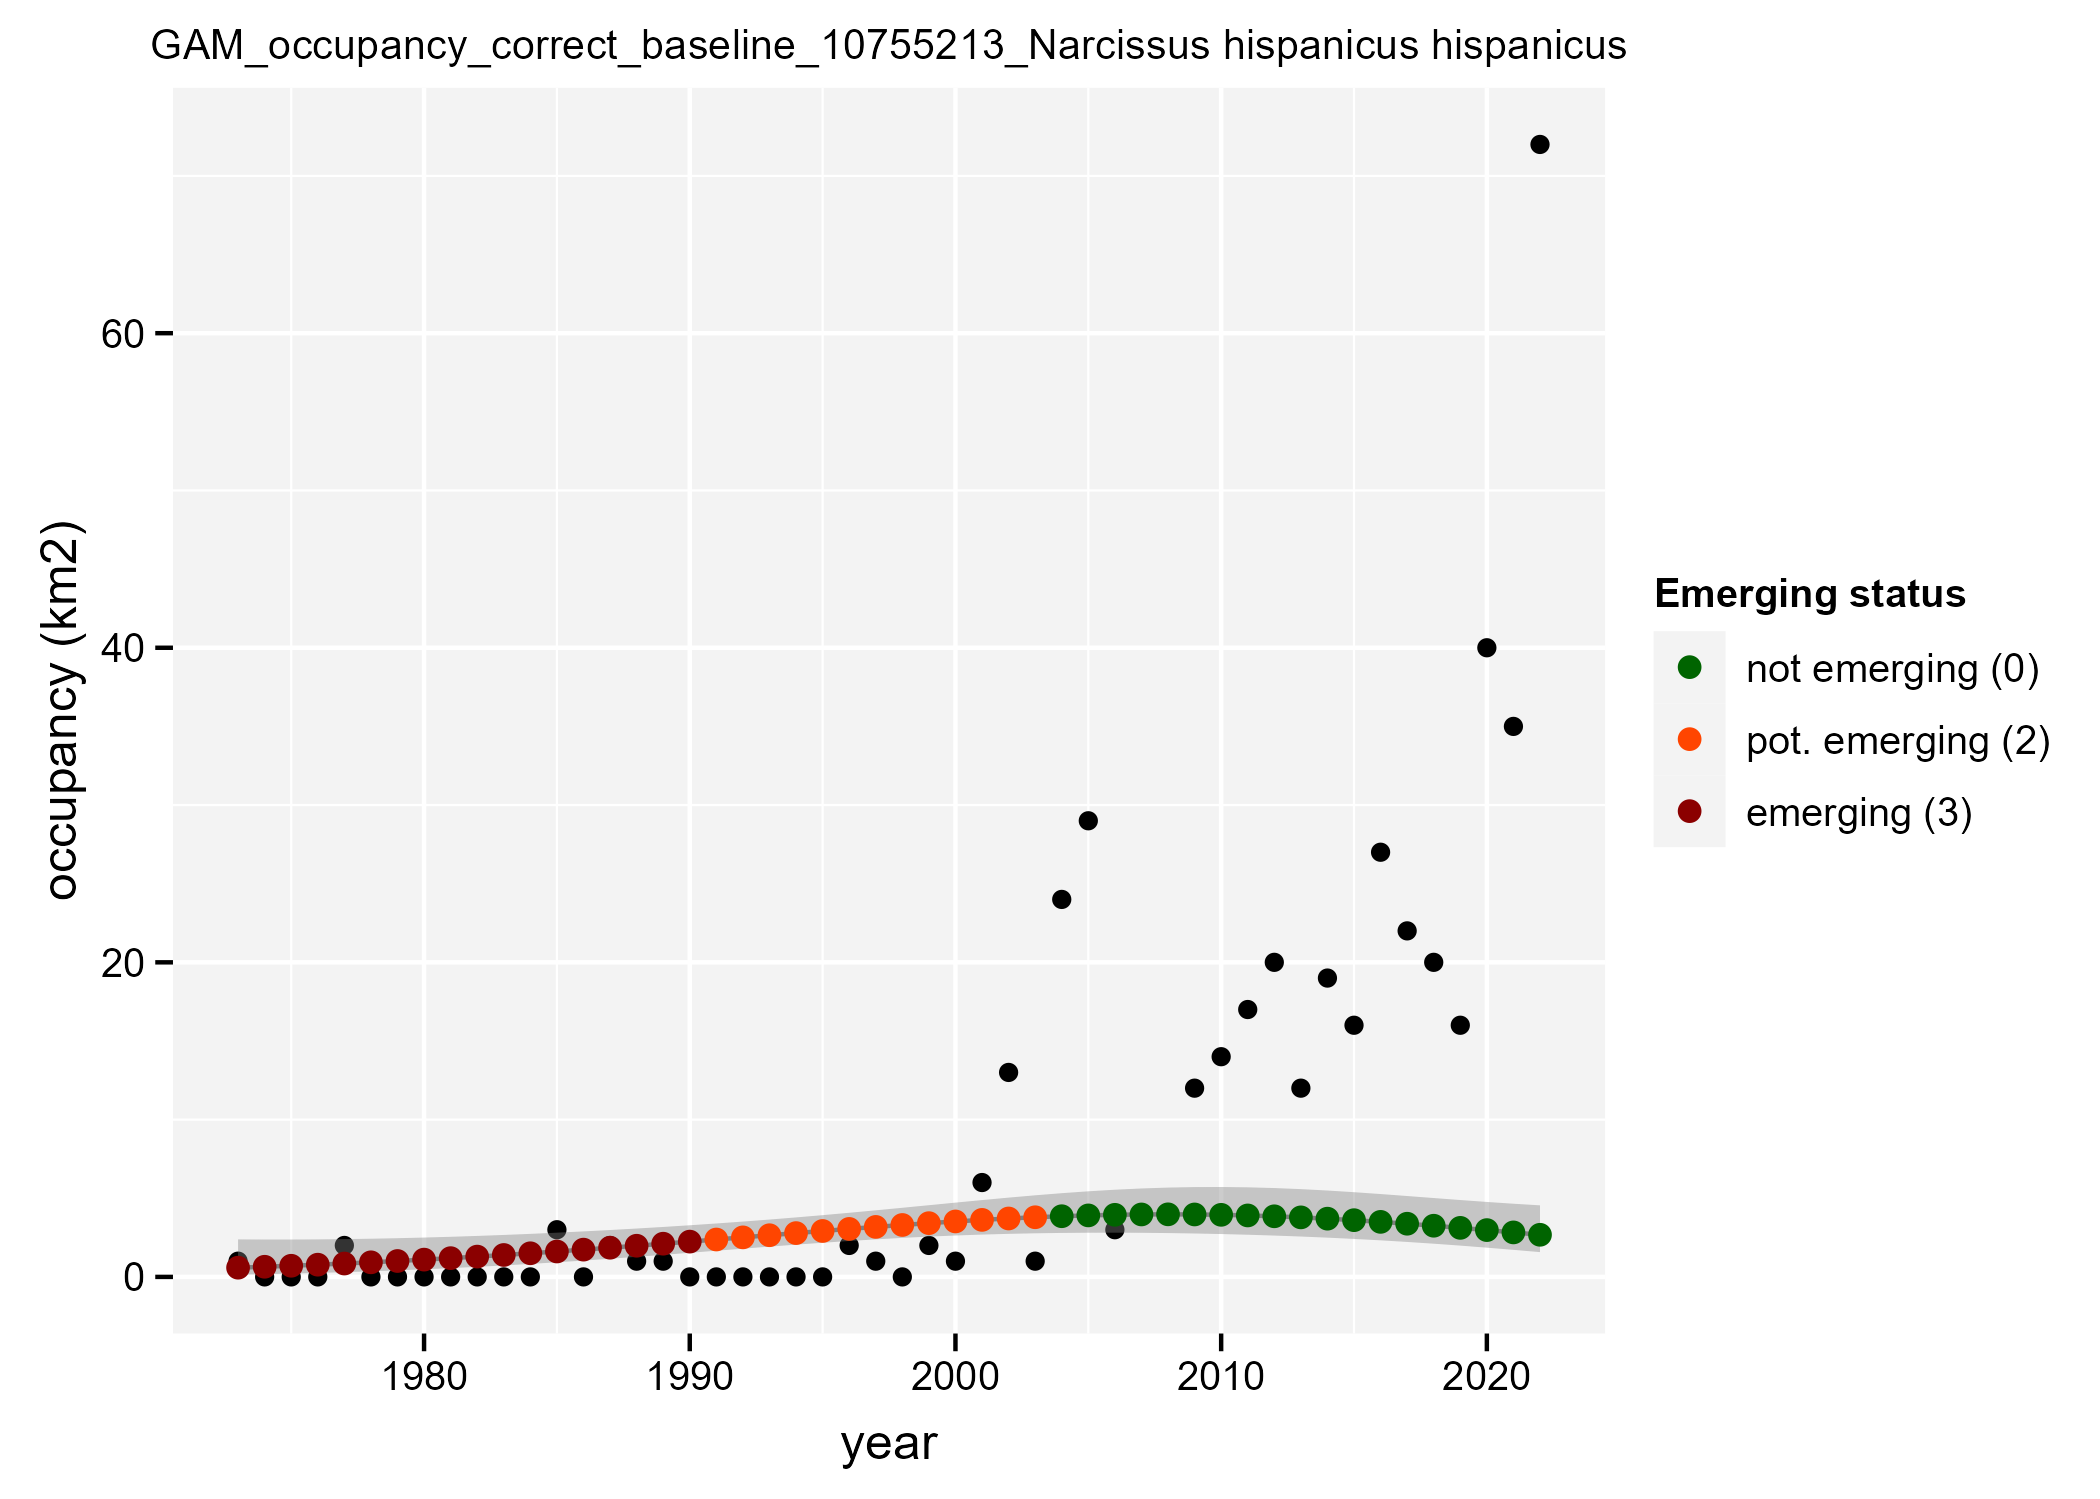 GAM_occupancy_correct_baseline_10755213_Narcissus hispanicus hispanicus
occupancy (km2)
60
40
20
0
1980 1990 2000 2010 2020
year
Emerging status
not emerging (0)
pot. emerging (2)
emerging (3)